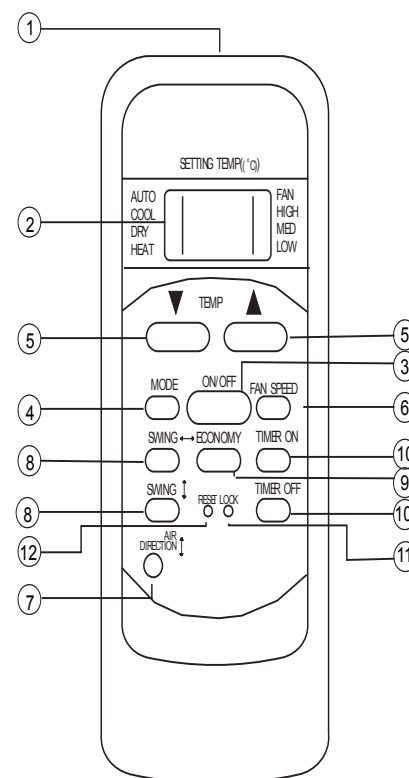 1
SETTING TEMP((°C))
AUTO
COOL
DRY
HEAT
FAN
HIGH
MED
LOW
2
▼ TEMP ▲
5
5
3
MODE
ON/OFF
FAN SPEED
4
6
SWING ↔
ECONOMY
TIMER ON
8
10
9
SWING ↕
RESET LOCK
TIMER OFF
8
10
12
11
AIR
DIRECTION ↕
7